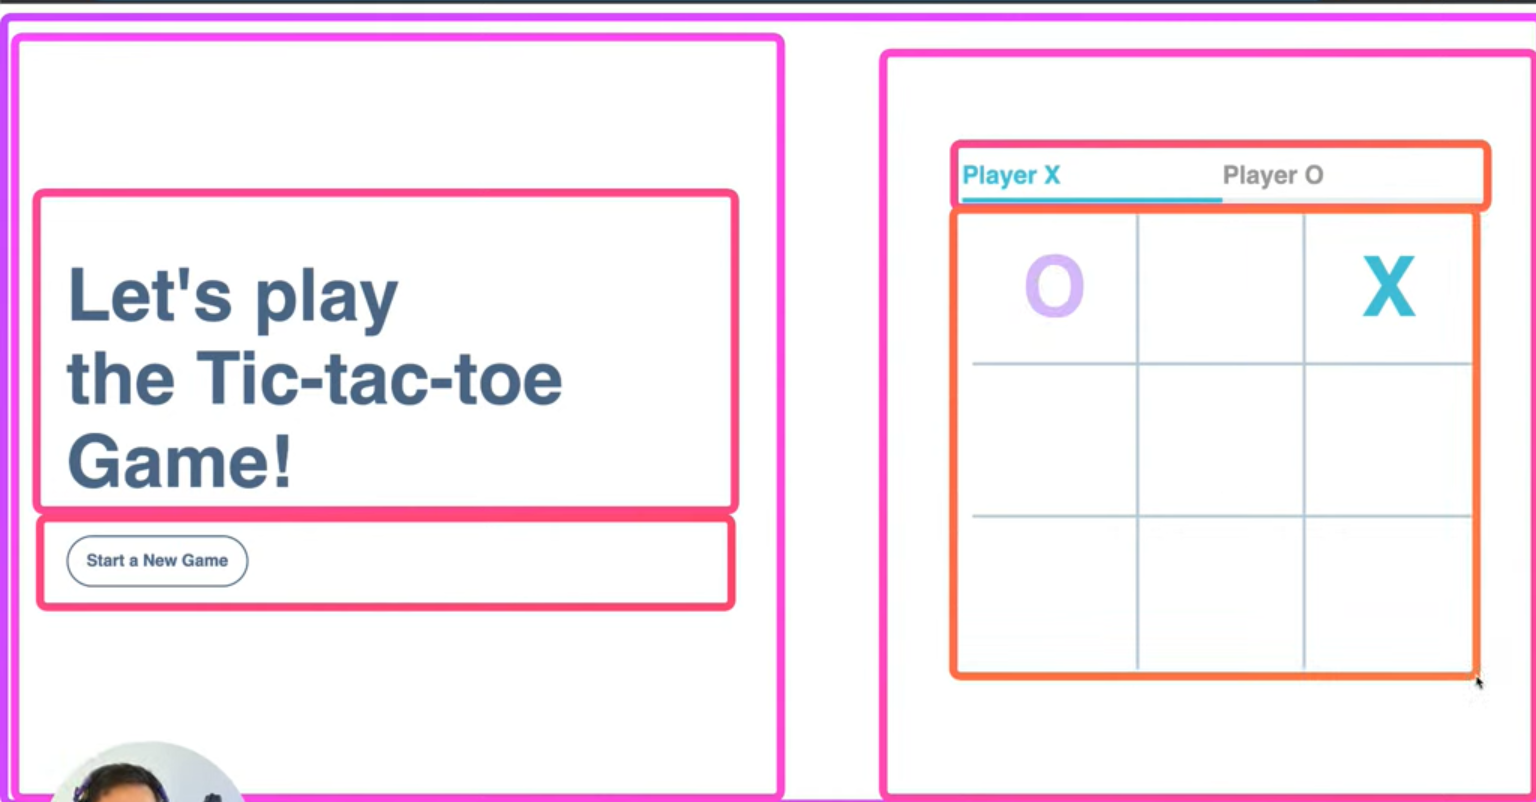 Let's play
the Tic-tac-toe
Game!
Start a New Game
Player X
Player O
O
X